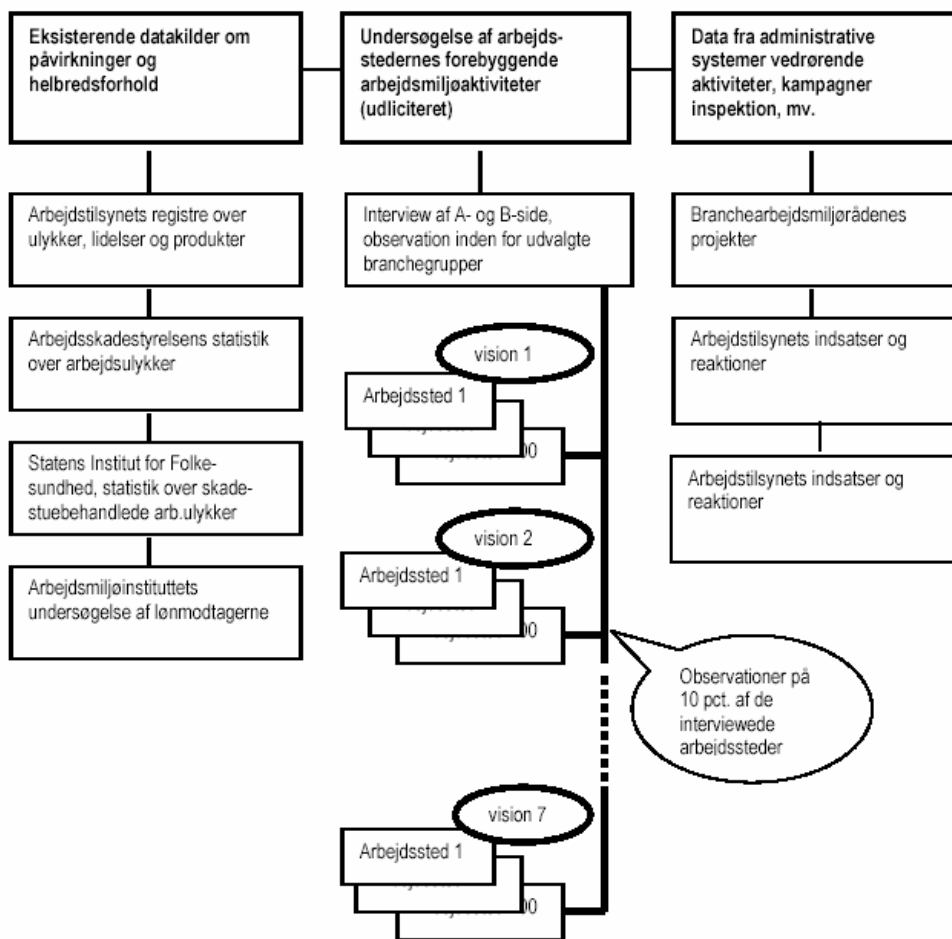 Eksisterende datakilder om
påvirkninger og
helbredsforhold
Undersøgelse af arbejds-
stedernes forebyggende
arbejdsmiljøaktiviteter
(udliciteret)
Data fra administrative
systemer vedrørende
aktiviteter, kampagner
inspektion, mv.
Arbejdstilsynets registre over
ulykker, lidelser og produkter
Arbejdsskadestyrelsens statistik
over arbejdsulykker
Statens Institut for Folke-
sundhed, statistik over skade-
stuebehandlede arb.ulykker
Arbejdsmiljøinstituttets
undersøgelse af lønmodtagerne
Interview af A- og B-side,
observation inden for udvalgte
branchegrupper
vision 1
Arbejdssted 1
00
vision 2
Arbejdssted 1
00
Observationer på
10 pct. af de
interviewede
arbejdssteder
vision 7
Arbejdssted 1
00
Branchearbejdsmiljørådenes
projekter
Arbejdstilsynets indsatser og
reaktioner
Arbejdstilsynets indsatser og
reaktioner